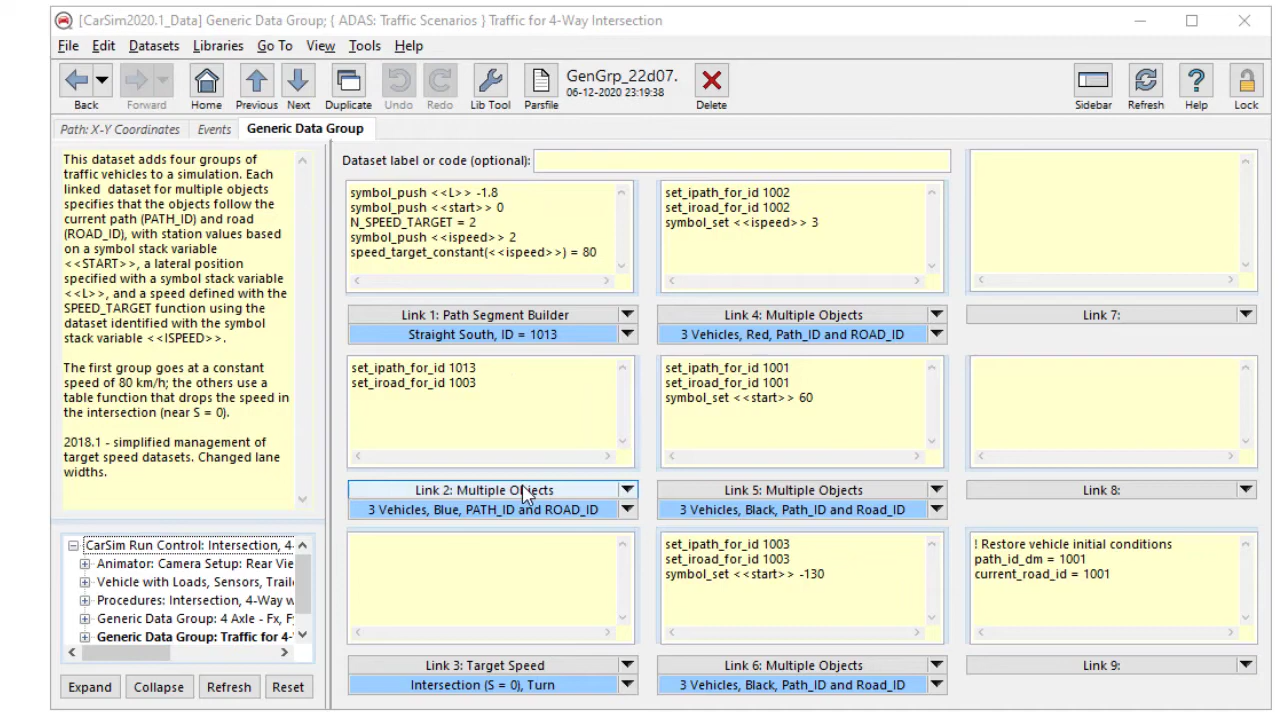 [CarSim2020.1_Data] Generic Data Group; { ADAS: Traffic Scenarios } Traffic for 4-Way Intersection
File Edit Datasets Libraries Go To View Tools Help
Back Forward Home Previous Next Duplicate Undo Redo Lib Tool Parsfile
GenGrp_22d07.
06-12-2020 23:19:38
Delete Sidebar Refresh Help Lock
Path: X-Y Coordinates Events Generic Data Group
This dataset adds four groups of
traffic vehicles to a simulation. Each
linked dataset for multiple objects
specifies that the objects follow the
current path (PATH_ID) and road
(ROAD_ID), with station values based
on a symbol stack variable
<<START>>, a lateral position
specified with a symbol stack variable
<<L>>, and a speed defined with the
SPEED_TARGET function using the
dataset identified with the symbol
stack variable <<ISPEED>>.
The first group goes at a constant
speed of 80 km/h; the others use a
table function that drops the speed in
the intersection (near S = 0).
2018.1 - simplified management of
target speed datasets. Changed lane
widths.
CarSim Run Control: Intersection, 4-
Animator: Camera Setup: Rear Vie
Vehicle with Loads, Sensors, Traile
Procedures: Intersection, 4-Way w
Generic Data Group: 4 Axle - Fx, F
Generic Data Group: Traffic for 4-
Expand Collapse Refresh Reset
Dataset label or code (optional):
symbol_push <<L>> -1.8
symbol_push <<start>> 0
N_SPEED_TARGET = 2
symbol_push <<ispeed>> 2
speed_target_constant(<<ispeed>>) = 80
Link 1: Path Segment Builder
Straight South, ID = 1013
set_ipath_for_id 1013
set_iroad_for_id 1003
Link 2: Multiple Objects
3 Vehicles, Blue, PATH_ID and ROAD_ID
Link 3: Target Speed
Intersection (S = 0), Turn
set_ipath_for_id 1002
set_iroad_for_id 1002
symbol_set <<ispeed>> 3
Link 4: Multiple Objects
3 Vehicles, Red, Path_ID and ROAD_ID
set_ipath_for_id 1001
set_iroad_for_id 1001
symbol_set <<start>> 60
Link 5: Multiple Objects
3 Vehicles, Black, Path_ID and Road_ID
set_ipath_for_id 1003
set_iroad_for_id 1003
symbol_set <<start>> -130
Link 6: Multiple Objects
3 Vehicles, Black, Path_ID and Road_ID
Link 7:
Link 8:
! Restore vehicle initial conditions
path_id_dm = 1001
current_road_id = 1001
Link 9: